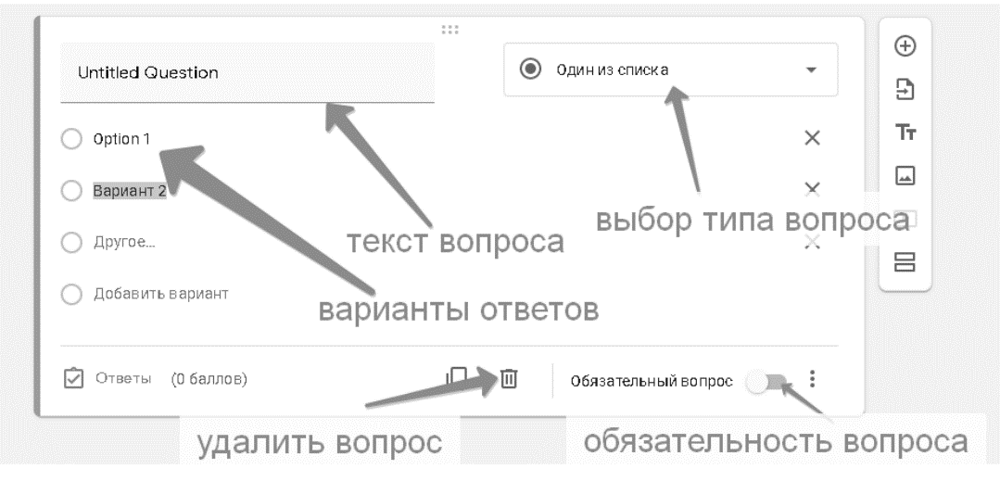 Untitled Question
Один из списка
Option 1
Вариант 2
выбор типа вопроса
текст вопроса
Другое...
Добавить вариант
варианты ответов
Ответы (0 баллов)
Обязательный вопрос
удалить вопрос
обязательность вопроса
Тт